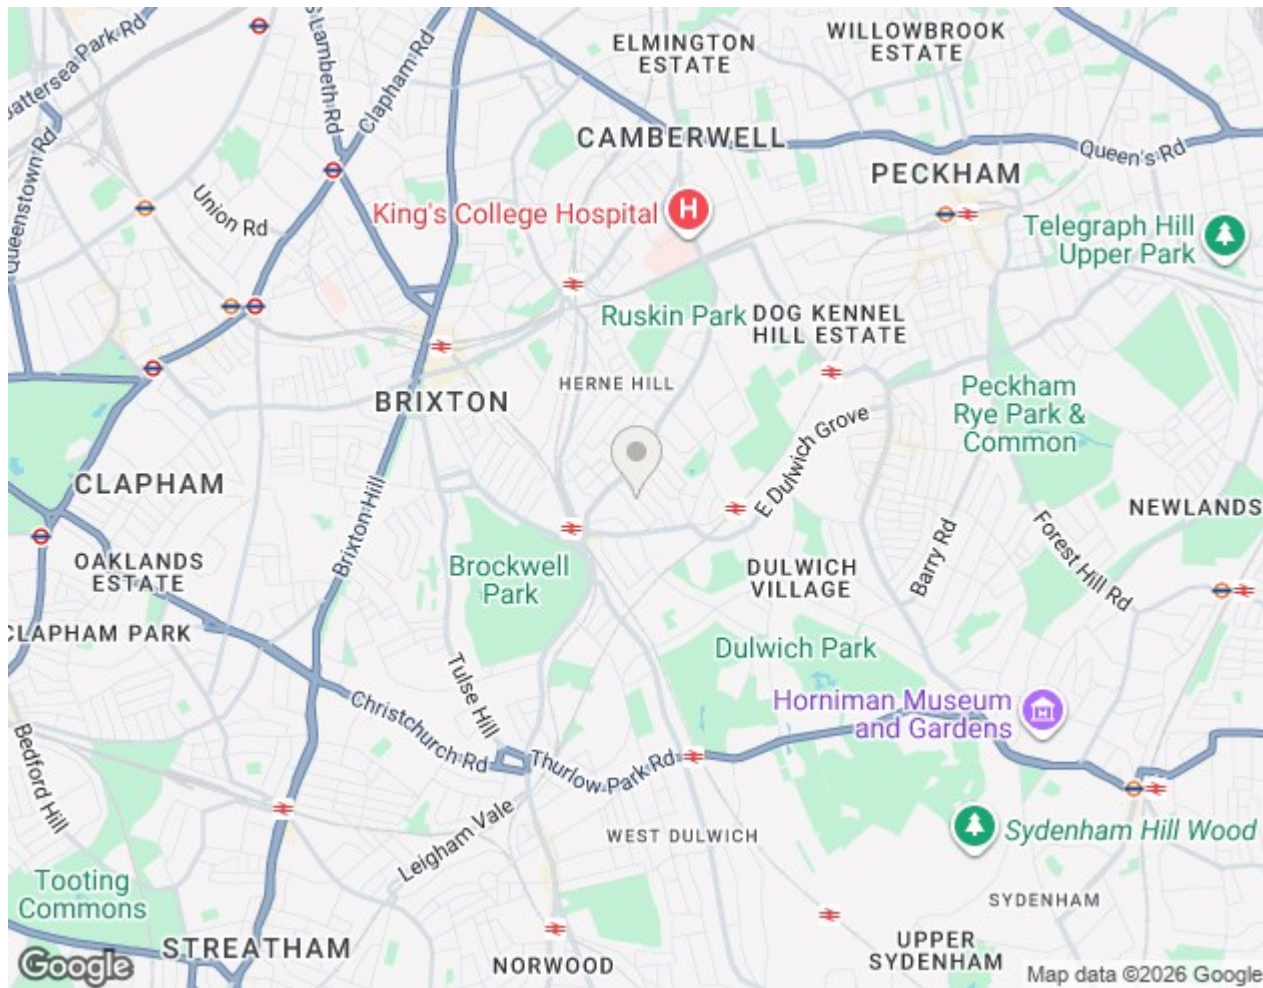 Battersea Park Rd
S Lambeth Rd
Clapham Rd
ELMINGTON
ESTATE
WILLOWBROOK
ESTATE
CAMBERWELL
Queen's Rd
PECKHAM
Queenstown Rd
Union Rd
King's College Hospital
H
Telegraph Hill
Upper Park
Ruskin Park
DOG KENNEL
HILL ESTATE
HERNE HILL
BRIXTON
Peckham
Rye Park &
Common
E Dulwich Grove
CLAPHAM
Brixton Hill
NEWLANDS
OAKLANDS
ESTATE
Brockwell
Park
DULWICH
VILLAGE
Barry Rd
Forest Hill Rd
CLAPHAM PARK
Dulwich Park
Tulse Hill
Christchurch Rd
Horniman Museum
and Gardens
Bedford Hill
Thurlow Park Rd
Leigham Vale
WEST DULWICH
Sydenham Hill Wood
Tooting
Commons
SYDENHAM
STREATHAM
NORWOOD
UPPER
SYDENHAM
Google
Map data ©2026 Google